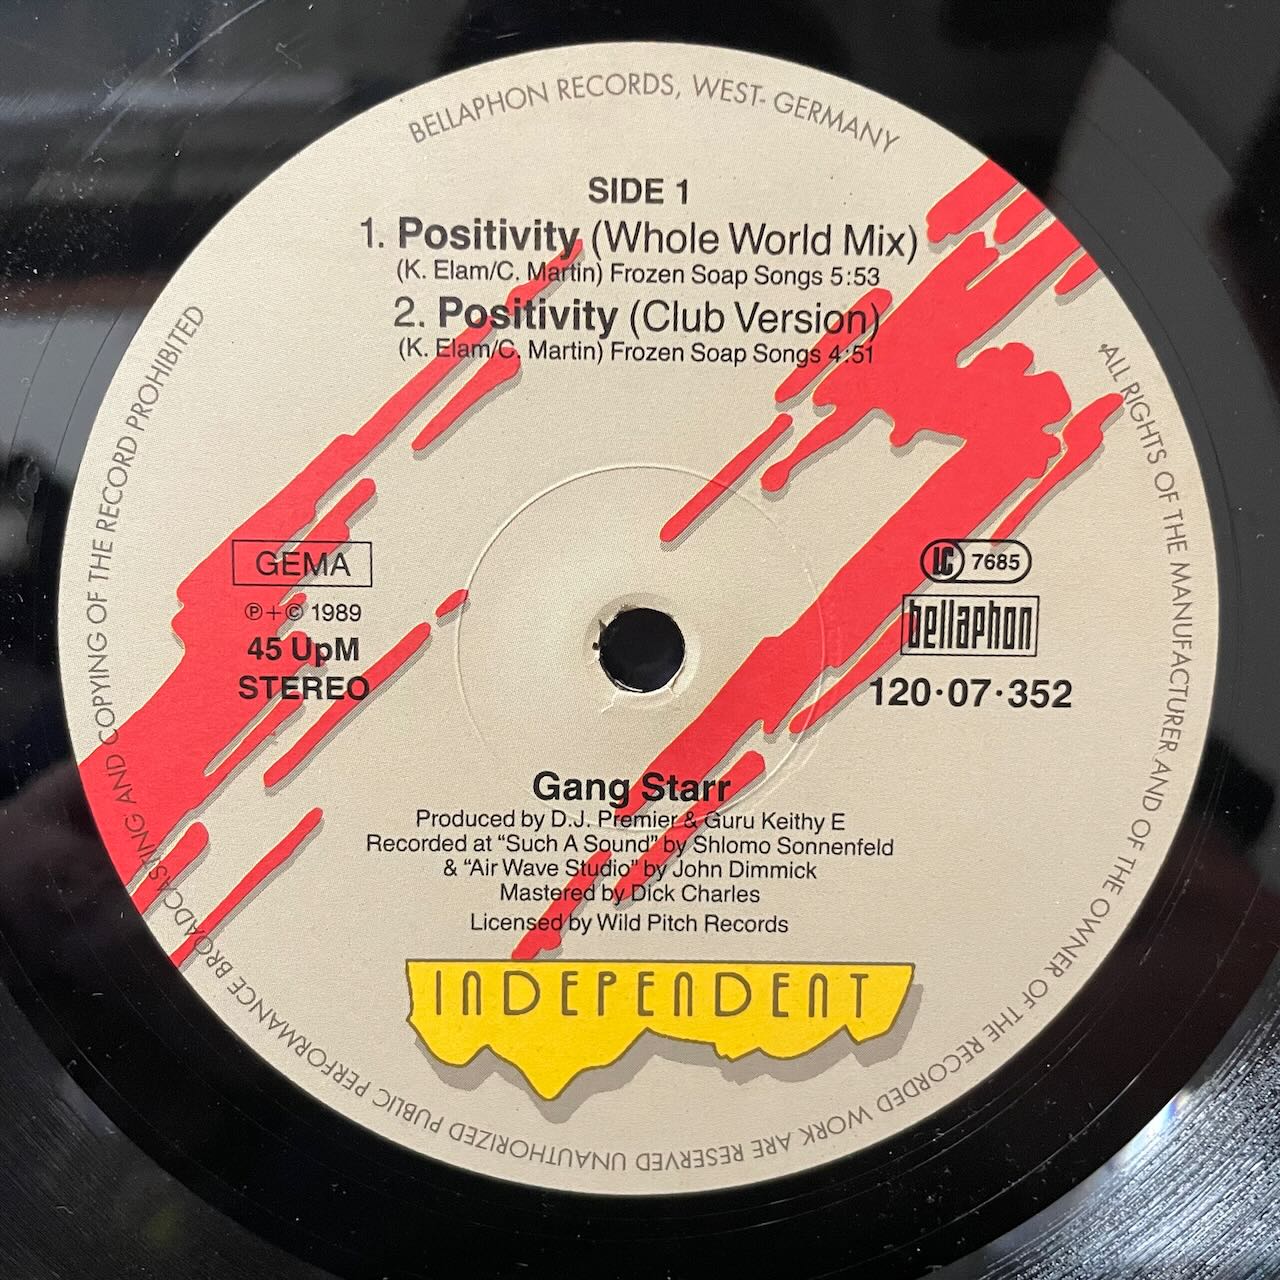 BELLAPHON RECORDS, WEST- GERMANY
SIDE 1
1. Positivity (Whole World Mix)
(K. Elam/C. Martin) Frozen Soap Songs 5:53
2. Positivity (Club Version)
(K. Elam/C. Martin) Frozen Soap Songs 4:51
GEMA
℗+© 1989
45 UpM
STEREO
LC 7685
bellaphon
120·07·352
Gang Starr
Produced by D.J. Premier & Guru Keithy E
Recorded at “Such A Sound” by Shlomo Sonnenfeld
& “Air Wave Studio” by John Dimmick
Mastered by Dick Charles
Licensed by Wild Pitch Records
INDEPENDENT
·ALL RIGHTS OF THE MANUFACTURER AND OF THE OWNER OF THE RECORDED WORK ARE RESERVED UNAUTHORIZED PUBLIC PERFORMANCE BROADCASTING AND COPYING OF THE RECORD PROHIBITED